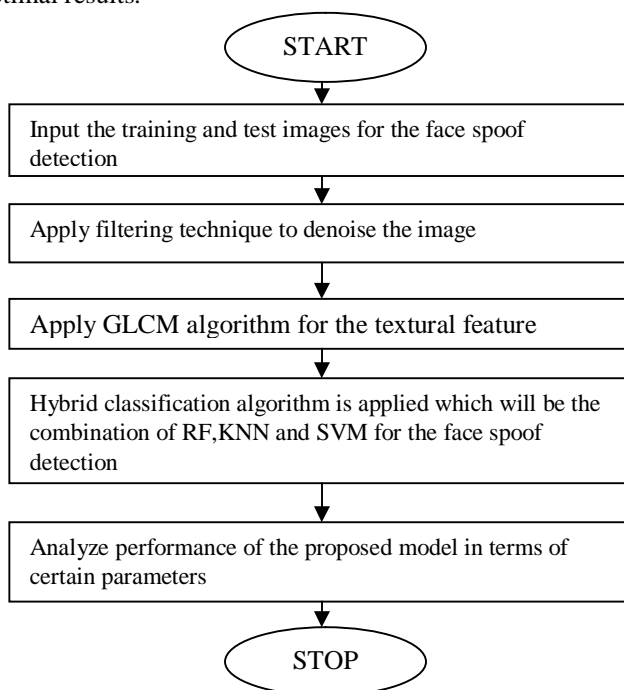 START
Input the training and test images for the face spoof
detection
Apply filtering technique to denoise the image
Apply GLCM algorithm for the textural feature
Hybrid classification algorithm is applied which will be the
combination of RF,KNN and SVM for the face spoof
detection
Analyze performance of the proposed model in terms of
certain parameters
STOP